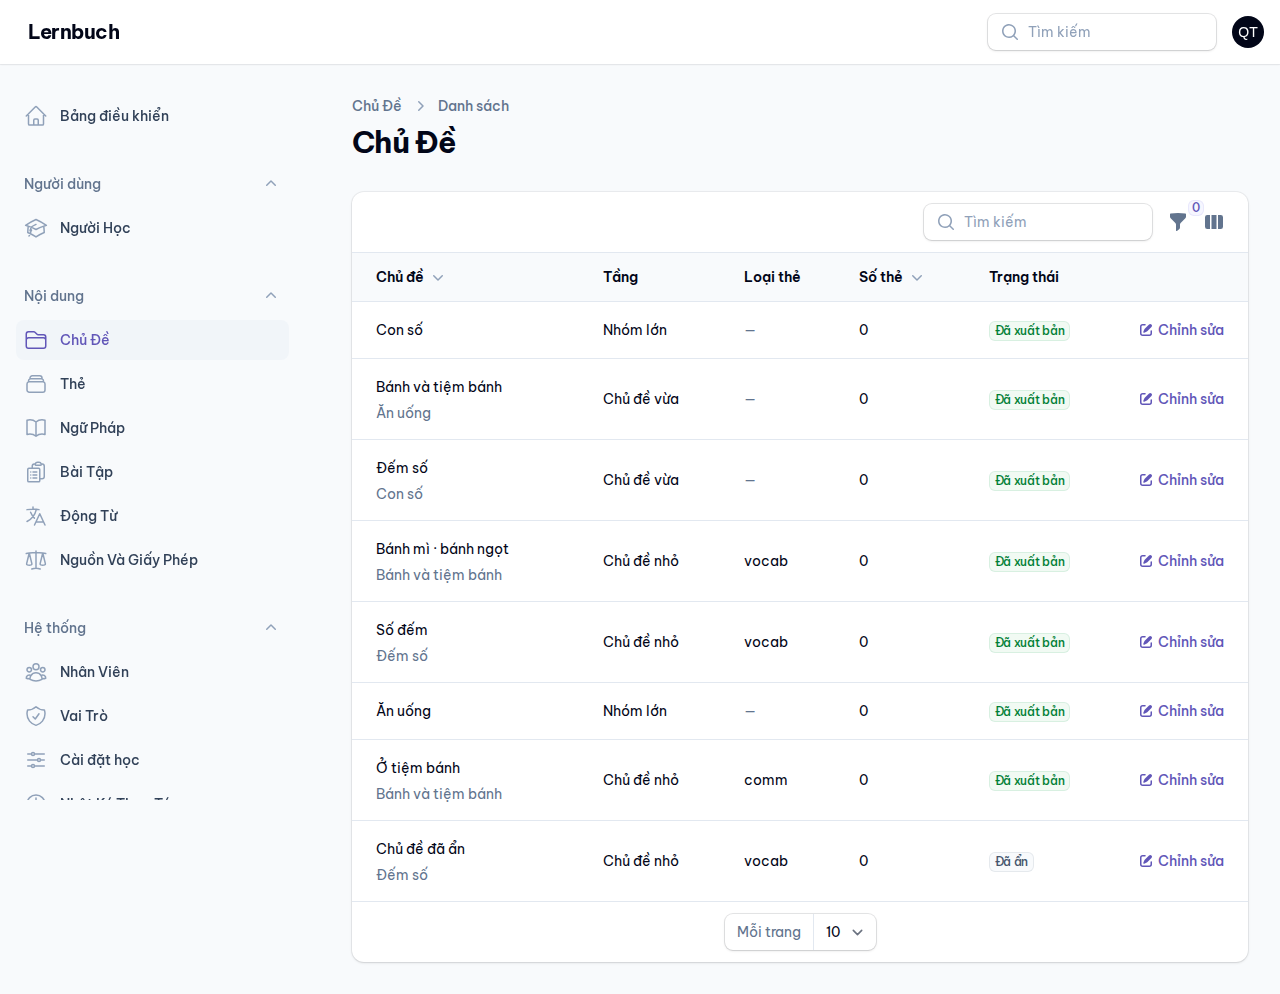 Lernbuch
Tìm kiếm
QT
Bảng điều khiển
Người dùng
Người Học
Nội dung
Chủ Đề
Thẻ
Ngữ Pháp
Bài Tập
Động Từ
Nguồn Và Giấy Phép
Hệ thống
Nhân Viên
Vai Trò
Cài đặt học
Chủ Đề > Danh sách
Chủ Đề
Tìm kiếm
0
Chủ đề Tầng Loại thẻ Số thẻ Trạng thái
Con số Nhóm lớn — 0 Đã xuất bản Chỉnh sửa
Bánh và tiệm bánh
Ăn uống
Chủ đề vừa — 0 Đã xuất bản Chỉnh sửa
Đếm số
Con số
Chủ đề vừa — 0 Đã xuất bản Chỉnh sửa
Bánh mì · bánh ngọt
Bánh và tiệm bánh
Chủ đề nhỏ vocab 0 Đã xuất bản Chỉnh sửa
Số đếm
Đếm số
Chủ đề nhỏ vocab 0 Đã xuất bản Chỉnh sửa
Ăn uống Nhóm lớn — 0 Đã xuất bản Chỉnh sửa
Ở tiệm bánh
Bánh và tiệm bánh
Chủ đề nhỏ comm 0 Đã xuất bản Chỉnh sửa
Chủ đề đã ẩn
Đếm số
Chủ đề nhỏ vocab 0 Đã ẩn Chỉnh sửa
Mỗi trang 10